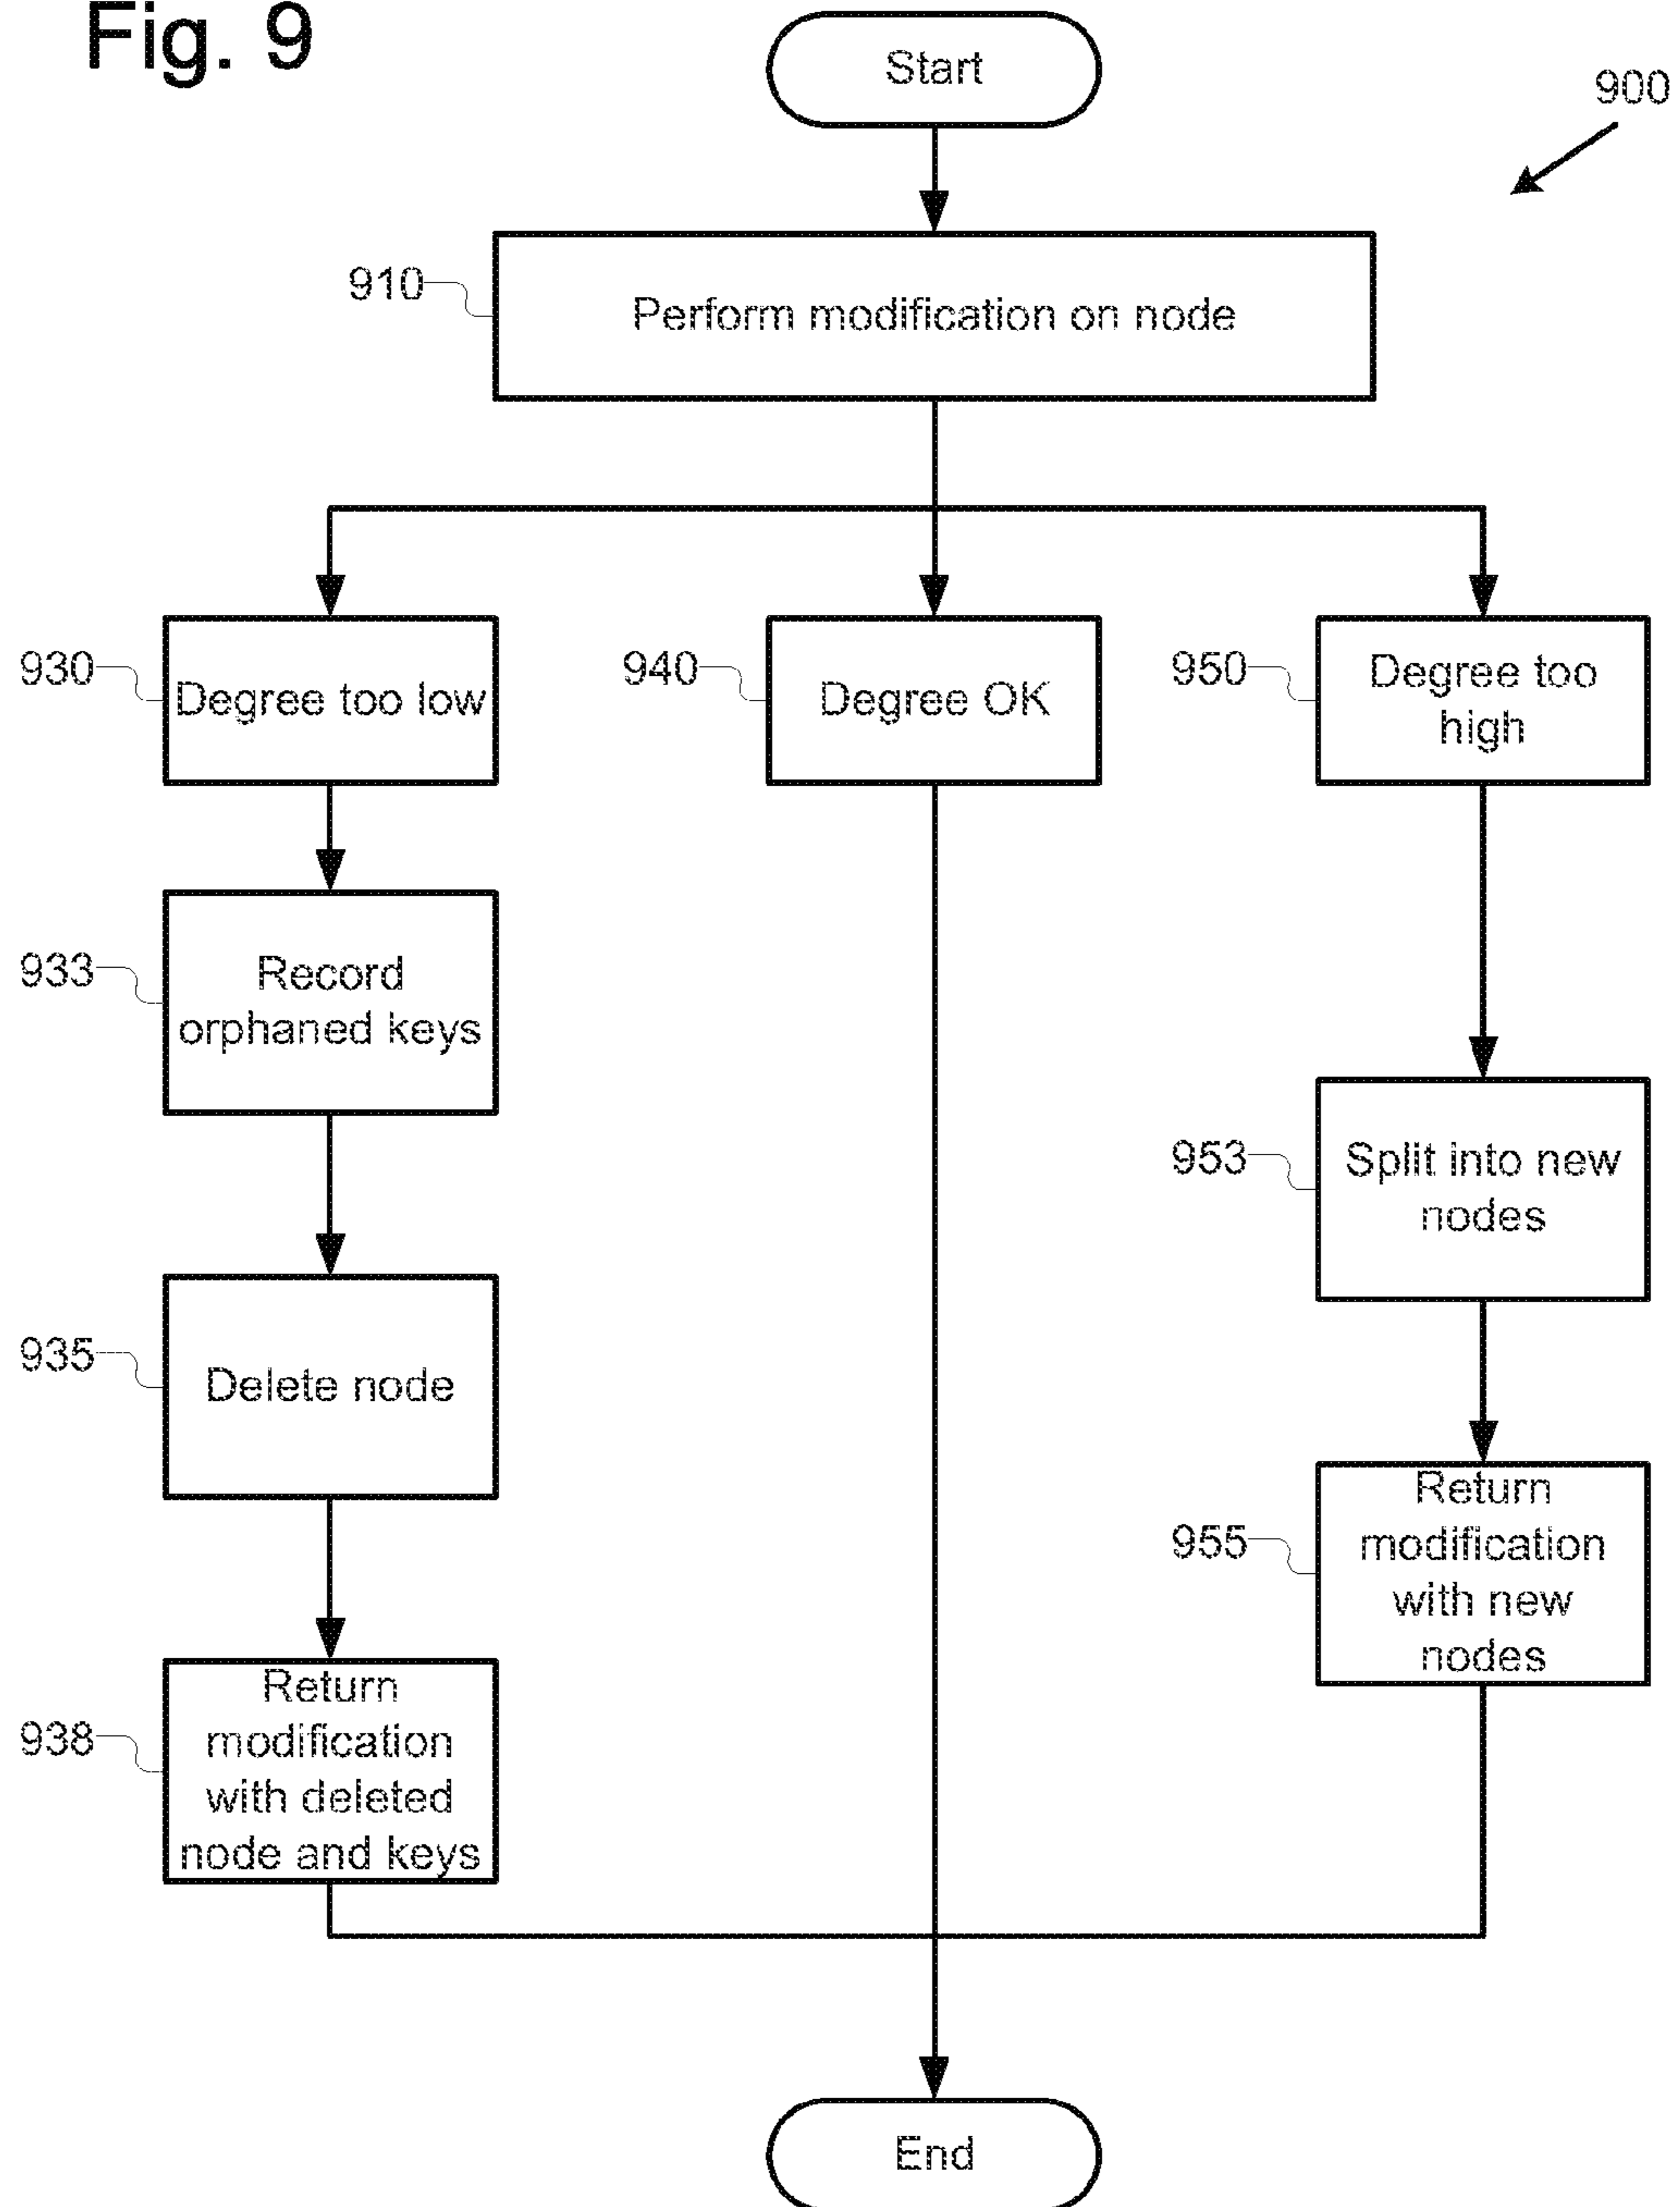 Fig. 9
Start
900
910
Perform modification on node
930
Degree too low
940
Degree OK
950
Degree too
high
933
Record
orphaned keys
953
Split into new
nodes
935
Delete node
955
Return
modification
with new
nodes
938
Return
modification
with deleted
node and keys
End